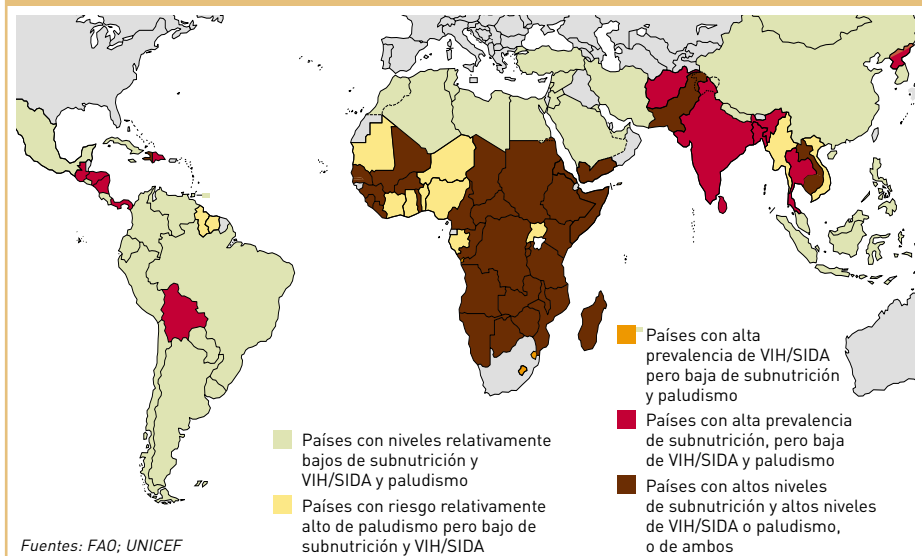 Países con alta
prevalencia de VIH/SIDA
pero baja de subnutrición
y paludismo
Países con alta prevalencia
de subnutrición, pero baja
de VIH/SIDA y paludismo
Países con altos niveles
de subnutrición y altos niveles
de VIH/SIDA o paludismo,
o de ambos
Países con niveles relativamente
bajos de subnutrición y
VIH/SIDA y paludismo
Países con riesgo relativamente
alto de paludismo pero bajo de
subnutrición y VIH/SIDA
Fuentes: FAO; UNICEF